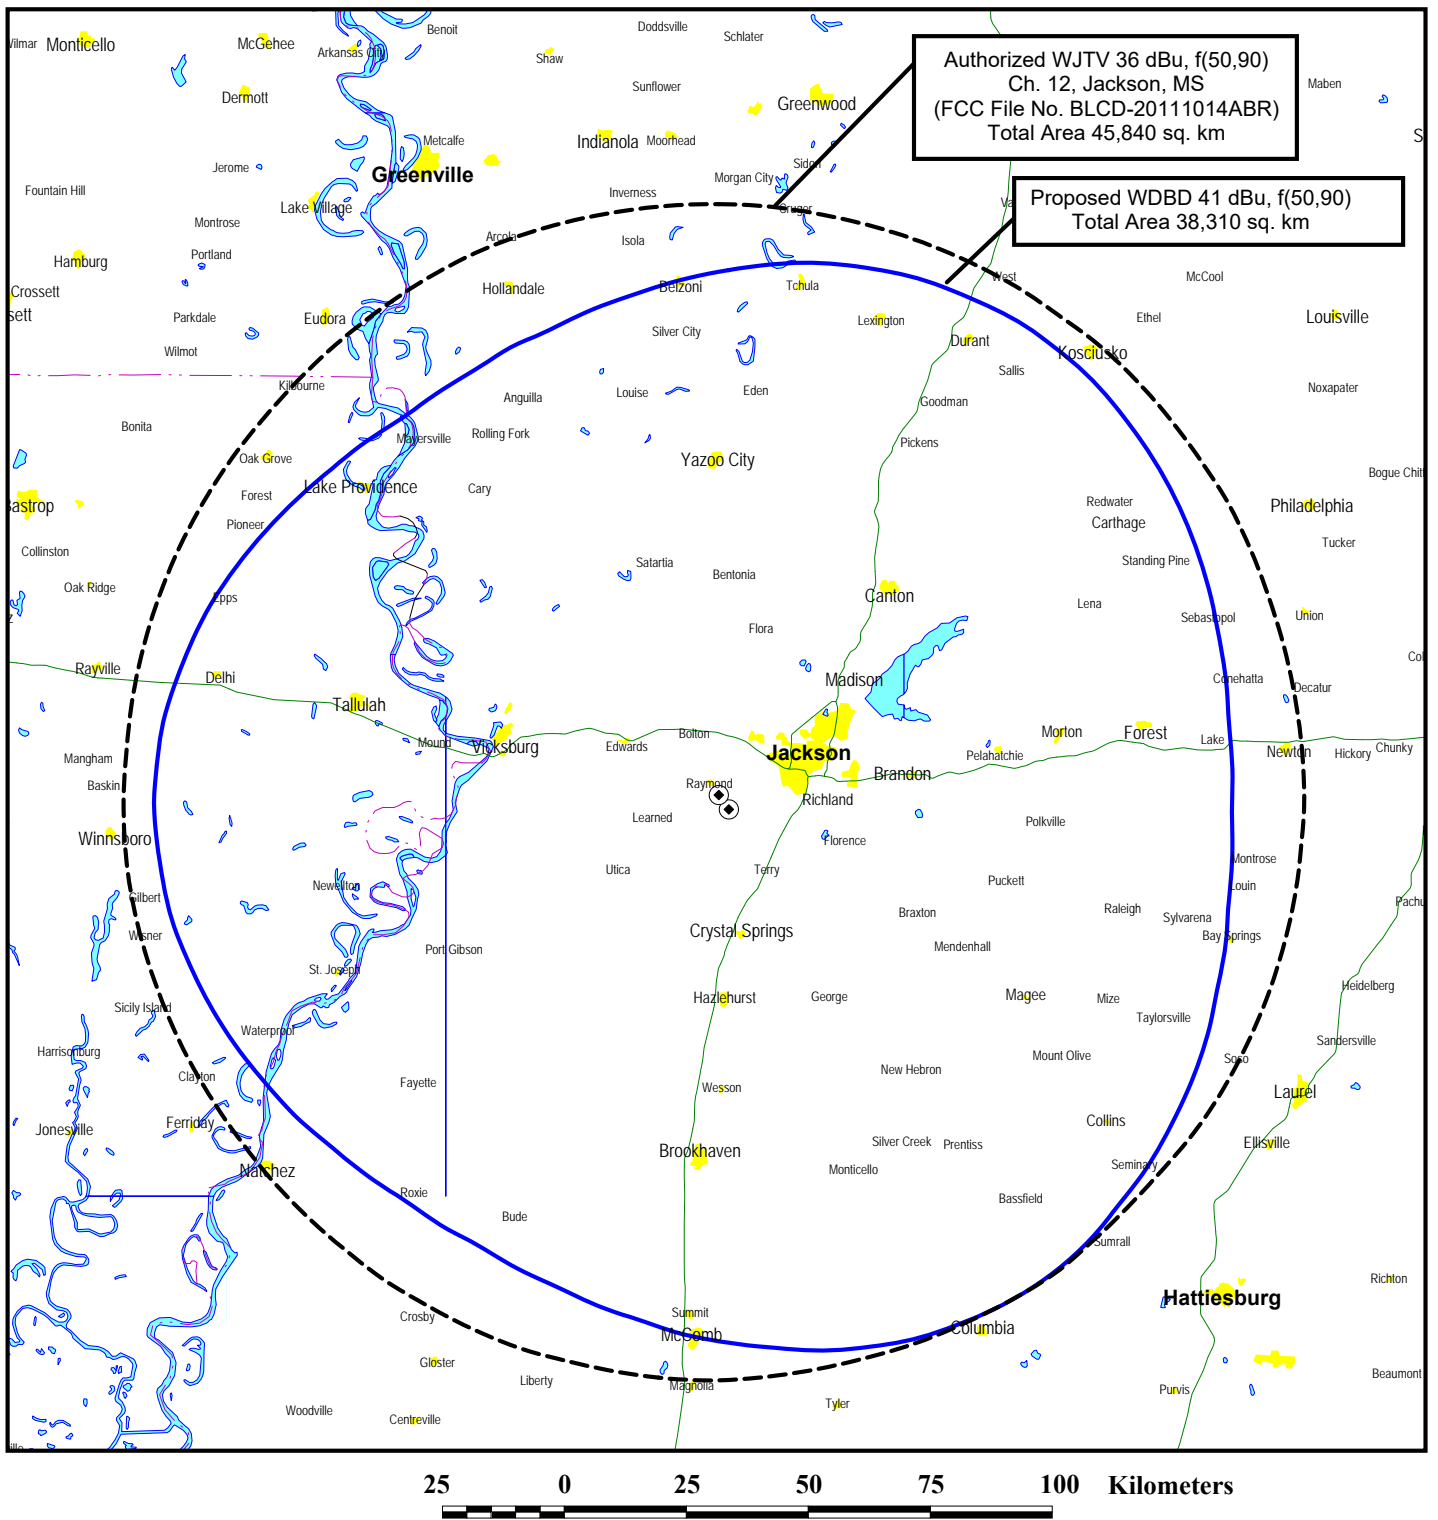 Authorized WJTV 36 dBu, f(50,90)
Ch. 12, Jackson, MS
(FCC File No. BLCD-20111014ABR)
Total Area 45,840 sq. km
Proposed WDBD 41 dBu, f(50,90)
Total Area 38,310 sq. km
Monticello
McGehee
Arkansas City
Benoit
Shaw
Doddsville
Schlater
Maben
Dermott
Sunflower
Greenwood
Metcalfe
Indianola
Moorhead
Sidon
Jerome
Greenville
Morgan City
Fountain Hill
Lake Village
Inverness
Cruger
Montrose
Arcola
Isola
Portland
Hamburg
West
McCool
Crossett
sett
Hollandale
Belzoni
Tchula
Parkdale
Eudora
Silver City
Lexington
Ethel
Louisville
Wilmot
Durant
Kosciusko
Kilbourne
Anguilla
Louise
Eden
Sallis
Noxapater
Goodman
Bonita
Mayersville
Rolling Fork
Pickens
Oak Grove
Yazoo City
Forest
Lake Providence
Cary
Redwater
Bogue Chit
Bastrop
Pioneer
Carthage
Philadelphia
Collinston
Satartia
Standing Pine
Tucker
Oak Ridge
Epps
Bentonia
Canton
Lena
Sebastopol
Union
Flora
Rayville
Delhi
Madison
Conehatta
Decatur
Col
Tallulah
Mound
Vicksburg
Edwards
Bolton
Jackson
Pelahatchie
Morton
Forest
Lake
Newton
Hickory
Chunky
Mangham
Baskin
Raymond
Brandon
Richland
Winnsboro
Learned
Florence
Polkville
Utica
Terry
Montrose
Newellton
Puckett
Louin
Gilbert
Braxton
Raleigh
Sylvarena
Pachu
Wisner
Port Gibson
Crystal Springs
Mendenhall
Bay Springs
St. Joseph
Sicily Island
Hazlehurst
George
Magee
Mize
Heidelberg
Taylorsville
Waterproof
Harrisonburg
Mount Olive
Soso
Sandersville
Clayton
Fayette
Wesson
New Hebron
Laurel
Jonesville
Ferriday
Collins
Brookhaven
Silver Creek
Prentiss
Ellisville
Natchez
Monticello
Seminary
Roxie
Bassfield
Bude
Sumrall
Richton
Hattiesburg
Crosby
Summit
McComb
Columbia
Gloster
Liberty
Magnolia
Purvis
Beaumont
Woodville
Centreville
Tyler
25 0 25 50 75 100 Kilometers